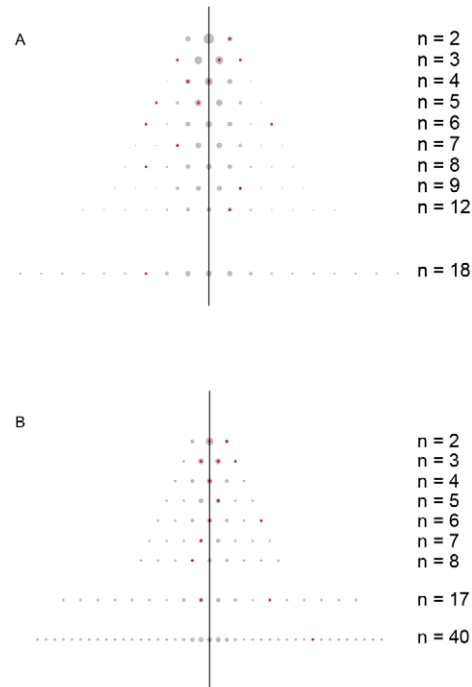 A
n = 2
n = 3
n = 4
n = 5
n = 6
n = 7
n = 8
n = 9
n = 12
n = 18
B
n = 2
n = 3
n = 4
n = 5
n = 6
n = 7
n = 8
n = 17
n = 40